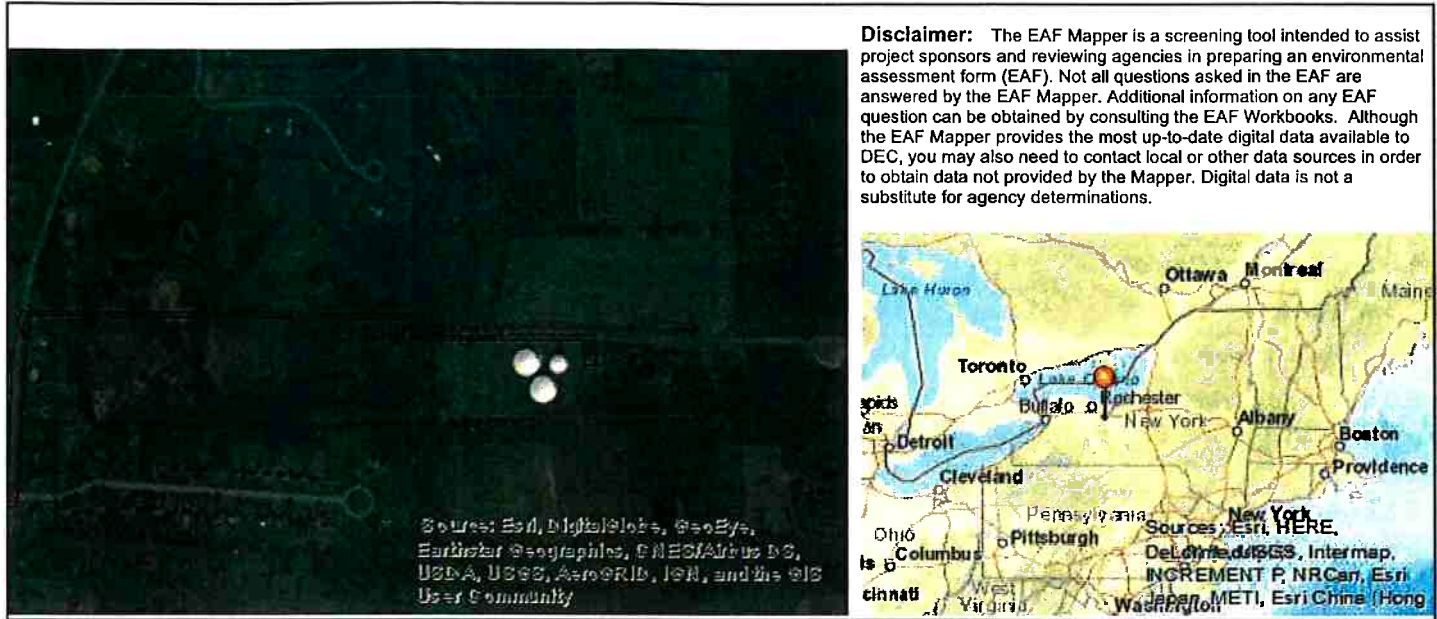 Disclaimer: The EAF Mapper is a screening tool intended to assist
project sponsors and reviewing agencies in preparing an environmental
assessment form (EAF). Not all questions asked in the EAF are
answered by the EAF Mapper. Additional information on any EAF
question can be obtained by consulting the EAF Workbooks. Although
the EAF Mapper provides the most up-to-date digital data available to
DEC, you may also need to contact local or other data sources in order
to obtain data not provided by the Mapper. Digital data is not a
substitute for agency determinations.
Sources: Esri, DigitalGlobe, GeoEye,
Earthstar Geographics, CNES/Airbus DS,
USDA, USGS, AeroGRID, IGN, and the GIS
User Community
Ottawa
Montreal
Lake Huron
Maine
Toronto
Rochester
Buffalo
New York
Albany
Detroit
Boston
Cleveland
Providence
Pennsylvania
New York
Ohio
Pittsburgh
Sources: Esri, HERE,
Columbus
DeLorme, USGS, Intermap,
INCREMENT P, NRCan, Esri
cinnati
West
Virginia
Washington
Japan, METI, Esri China (Hong